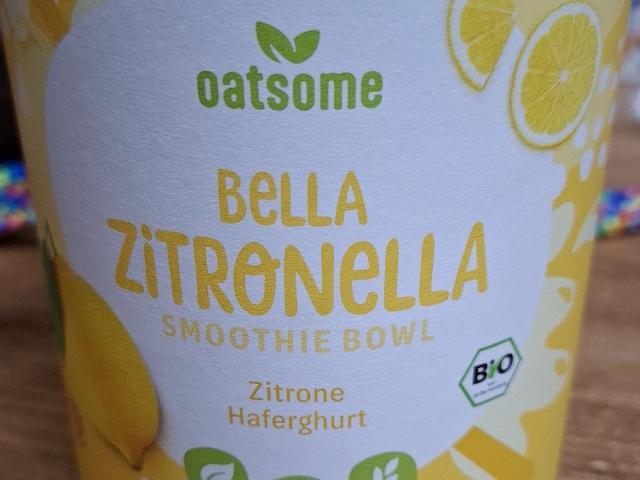 oatsome
BELLA
ZITRONELLA
SMOOTHIE BOWL
Zitrone
Haferghurt
BiO